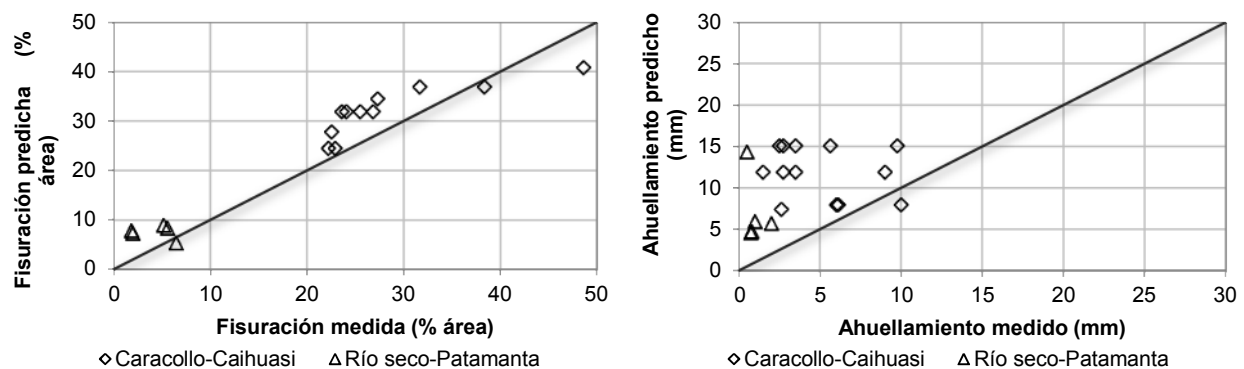 Fisuración predicha (%
área)
50
40
30
20
10
0
0 10 20 30 40 50
Fisuración medida (% área)
Caracollo-Caihuasi Río seco-Patamanta
Ahuellamiento predicho
(mm)
30
25
20
15
10
5
0
0 5 10 15 20 25 30
Ahuellamiento medido (mm)
Caracollo-Caihuasi Río seco-Patamanta